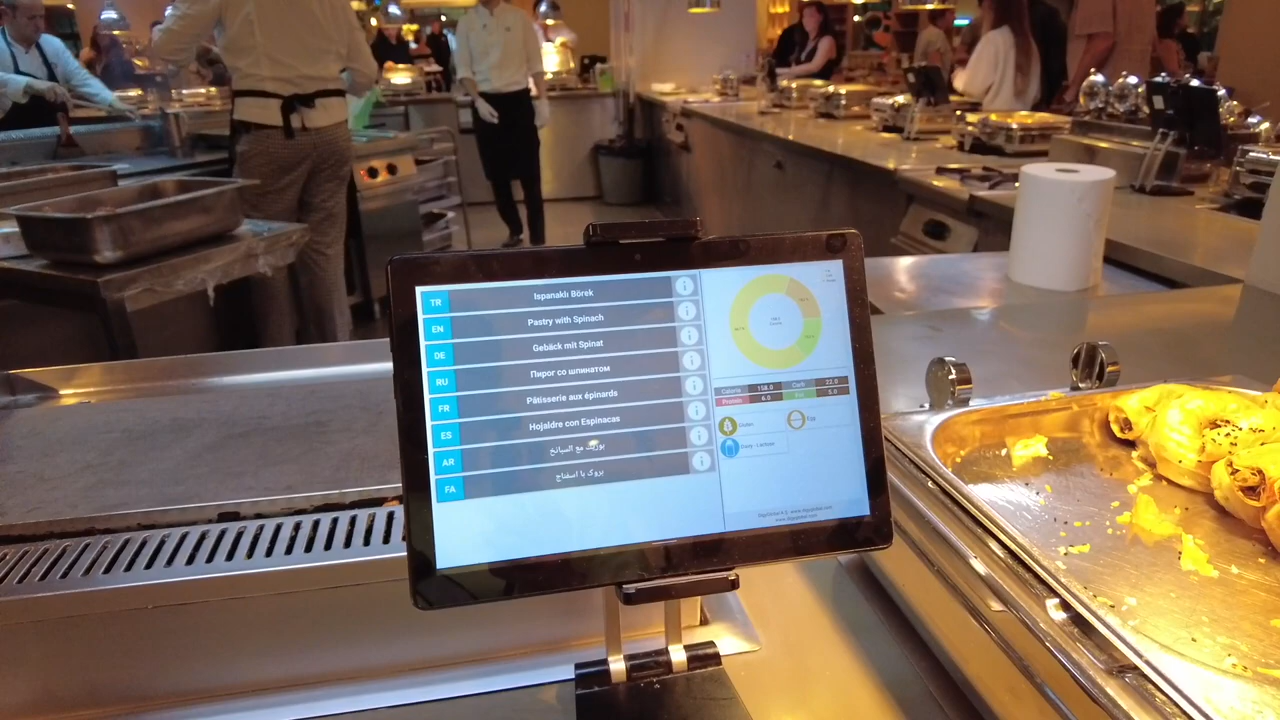 TR Ispanaklı Börek
EN Pastry with Spinach
DE Gebäck mit Spinat
RU Пирог со шпинатом
FR Pâtisserie aux épinards
ES Hojaldre con Espinacas
AR بوريك مع السبانخ
FA بروک با اسفناج
Calorie 158.0 Carb 22.0
Protein 6.0 Fat 5.0
Gluten Egg
Dairy - Lactose